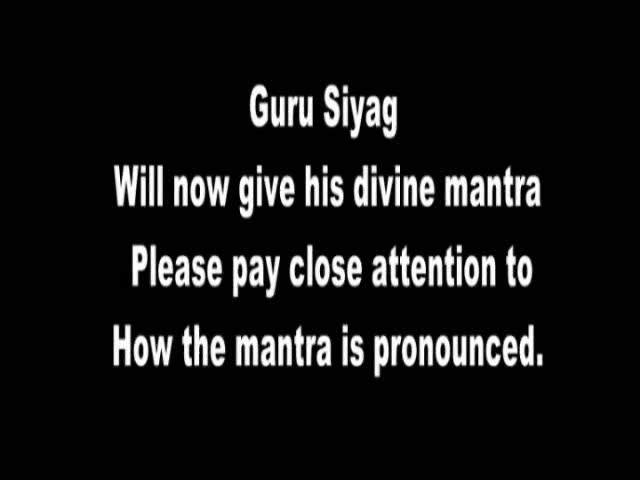 Guru Siyag
Will now give his divine mantra
Please pay close attention to
How the mantra is pronounced.